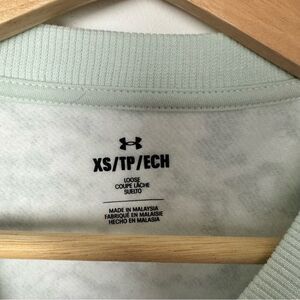 XS/TP/ECH
LOOSE
COUPE LÂCHE
SUELTO
MADE IN MALAYSIA
FABRIQUÉ EN MALAISIE
HECHO EN MALASIA